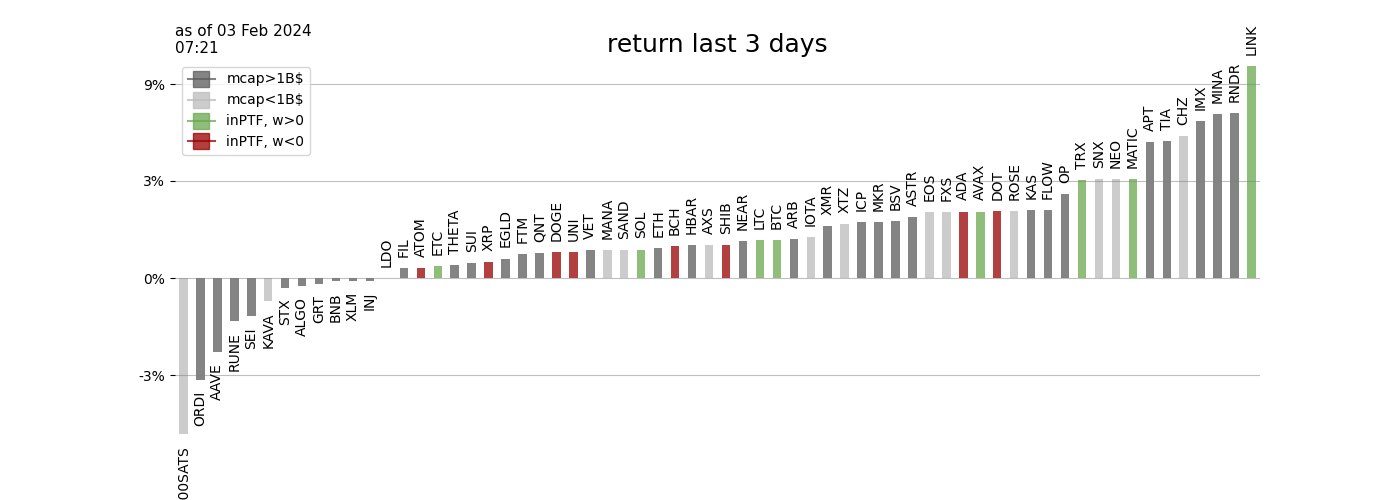 as of 03 Feb 2024
07:21
return last 3 days
mcap>1B$
mcap<1B$
inPTF, w>0
inPTF, w<0
9%
3%
0%
-3%
00SATS
ORDI
AAVE
RUNE
SEI
KAVA
STX
ALGO
GRT
BNB
XLM
INJ
LDO
FIL
ATOM
ETC
THETA
SUI
XRP
EGLD
FTM
QNT
DOGE
UNI
VET
MANA
SAND
SOL
ETH
BCH
HBAR
AXS
SHIB
NEAR
LTC
BTC
ARB
IOTA
XMR
XTZ
ICP
MKR
BSV
ASTR
EOS
FXS
ADA
AVAX
DOT
ROSE
KAS
FLOW
OP
TRX
SNX
NEO
MATIC
APT
TIA
CHZ
IMX
MINA
RNDR
LINK